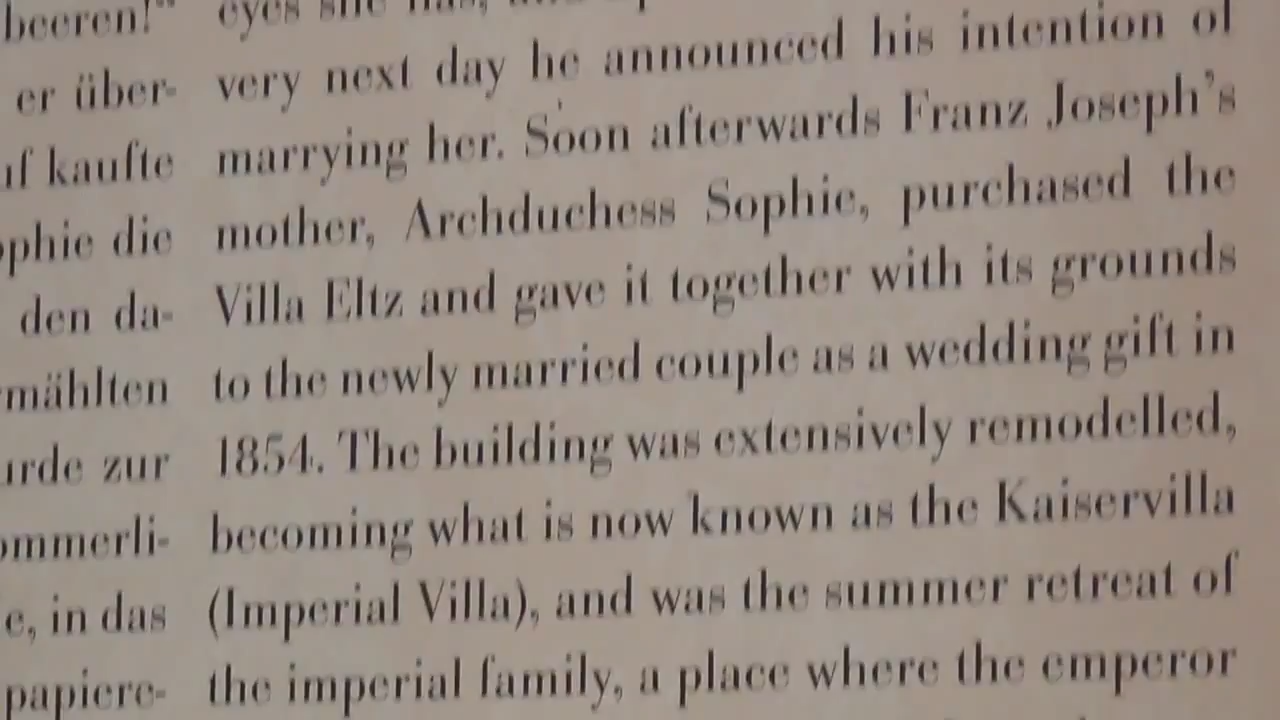 beeren!"
er über-
kaufte
die
den da-
mählten
zur
ommerli-
e, in das
papiere-
eyes she has,
very next day he announced his intention of
marrying her. Soon afterwards Franz Joseph's
mother, Archduchess Sophie, purchased the
Villa Eltz and gave it together with its grounds
to the newly married couple as a wedding gift in
1854. The building was extensively remodelled,
becoming what is now known as the Kaiservilla
(Imperial Villa), and was the summer retreat of
the imperial family, a place where the emperor